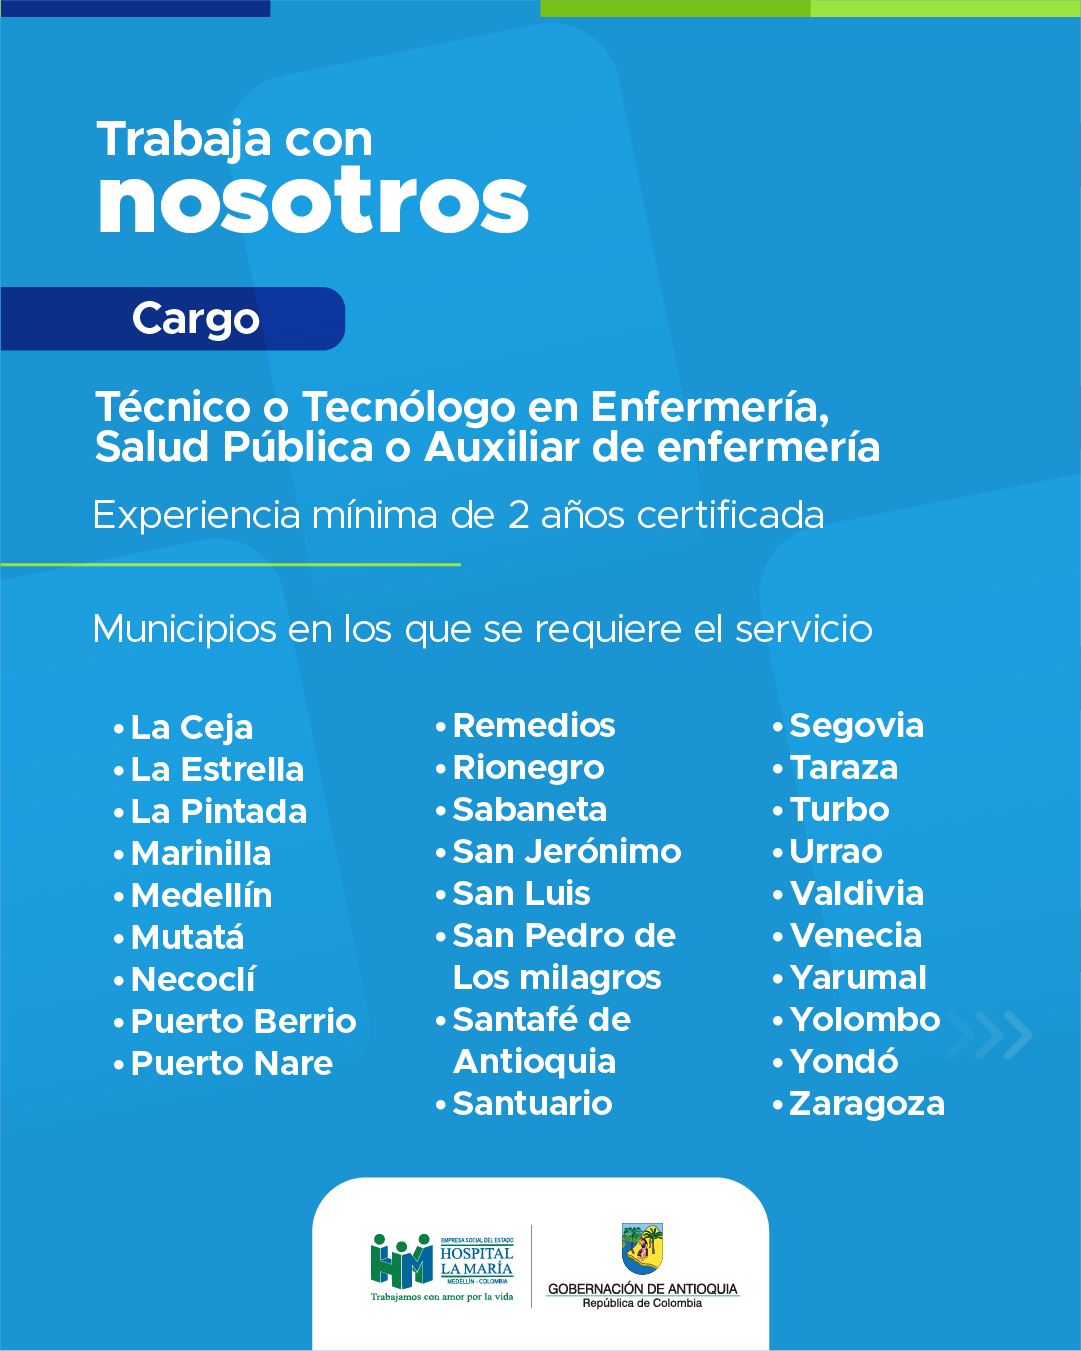 Trabaja con
nosotros
Cargo
Técnico o Tecnólogo en Enfermería,
Salud Pública o Auxiliar de enfermería
Experiencia mínima de 2 años certificada
Municipios en los que se requiere el servicio
• La Ceja
• La Estrella
• La Pintada
• Marinilla
• Medellín
• Mutatá
• Necoclí
• Puerto Berrio
• Puerto Nare
• Remedios
• Rionegro
• Sabaneta
• San Jerónimo
• San Luis
• San Pedro de
Los milagros
• Santafé de
Antioquia
• Santuario
• Segovia
• Taraza
• Turbo
• Urrao
• Valdivia
• Venecia
• Yarumal
• Yolombo
• Yondó
• Zaragoza
HM
EMPRESA SOCIAL DEL ESTADO
HOSPITAL
LA MARÍA
MEDELLÍN - COLOMBIA
Trabajamos con amor por la vida
GOBERNACIÓN DE ANTIOQUIA
República de Colombia